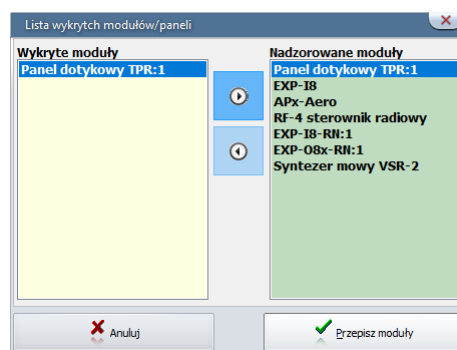 Lista wykrytch modułów/paneli
Wykryte moduły
Panel dotykowy TPR:1
Nadzorowane moduły
Panel dotykowy TPR:1
EXP-I8
APx-Aero
RF-4 sterownik radiowy
EXP-I8-RN:1
EXP-O8x-RN:1
Syntezer mowy VSR-2
Anuluj
Przepisz moduły